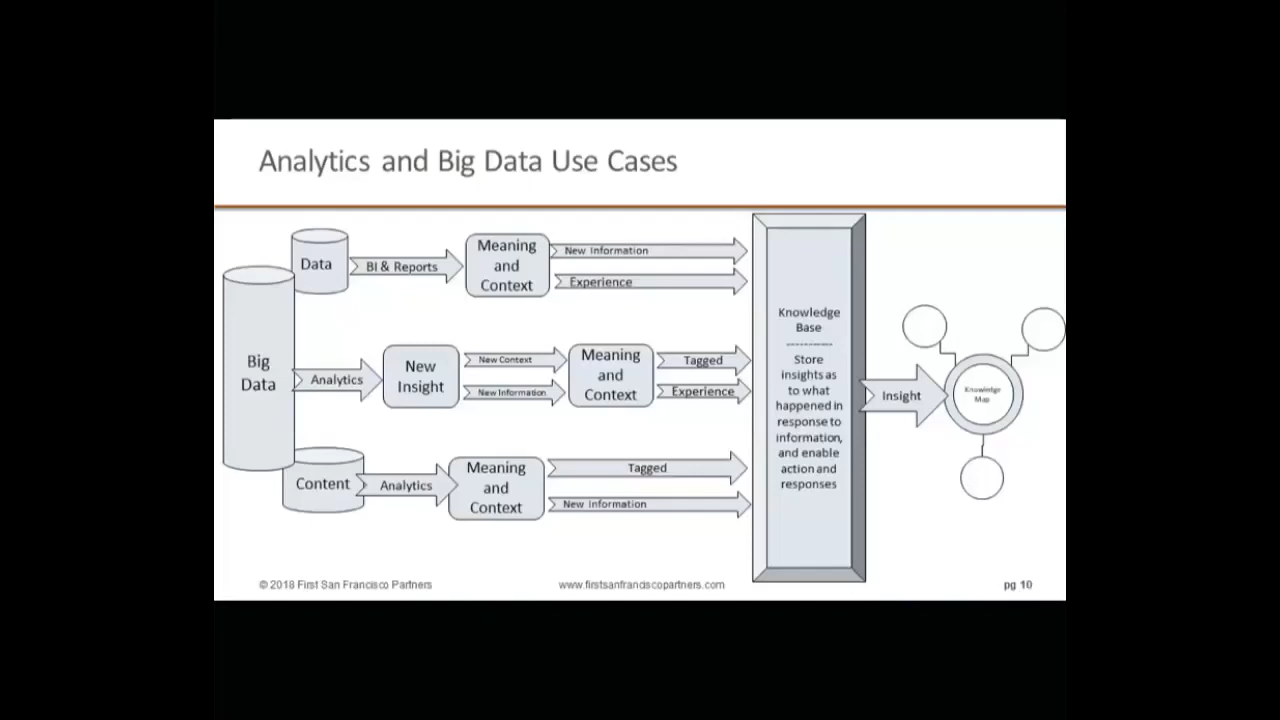 Analytics and Big Data Use Cases
Data
BI & Reports
Meaning
and
Context
New Information
Experience
Big
Data
Analytics
New
Insight
New Context
New Information
Meaning
and
Context
Tagged
Experience
Content
Analytics
Meaning
and
Context
Tagged
New Information
Knowledge
Base
------------
Store
insights as
to what
happened in
response to
information,
and enable
action and
responses
Insight
Knowledge
Map
© 2018 First San Francisco Partners
www.firstsanfranciscopartners.com
pg 10